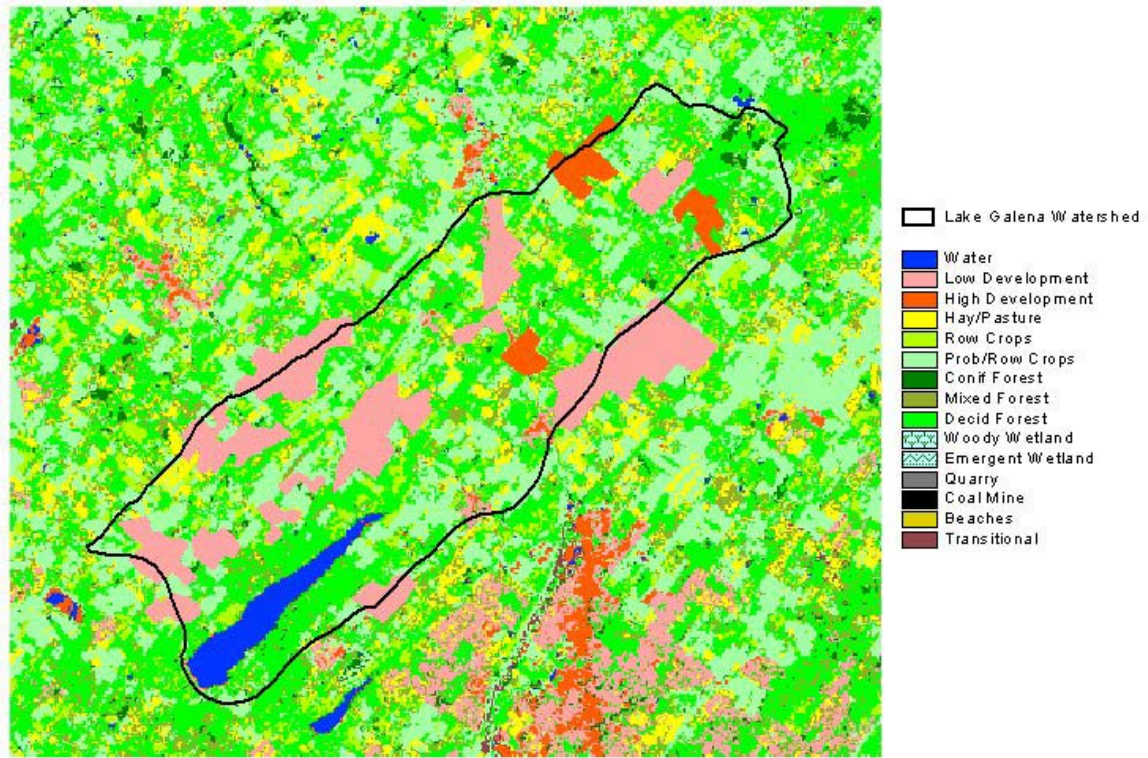 Lake Galena Watershed
Water
Low Development
High Development
Hay/Pasture
Row Crops
Prob/Row Crops
Conif Forest
Mixed Forest
Decid Forest
Woody Wetland
Emergent Wetland
Quarry
Coal Mine
Beaches
Transitional